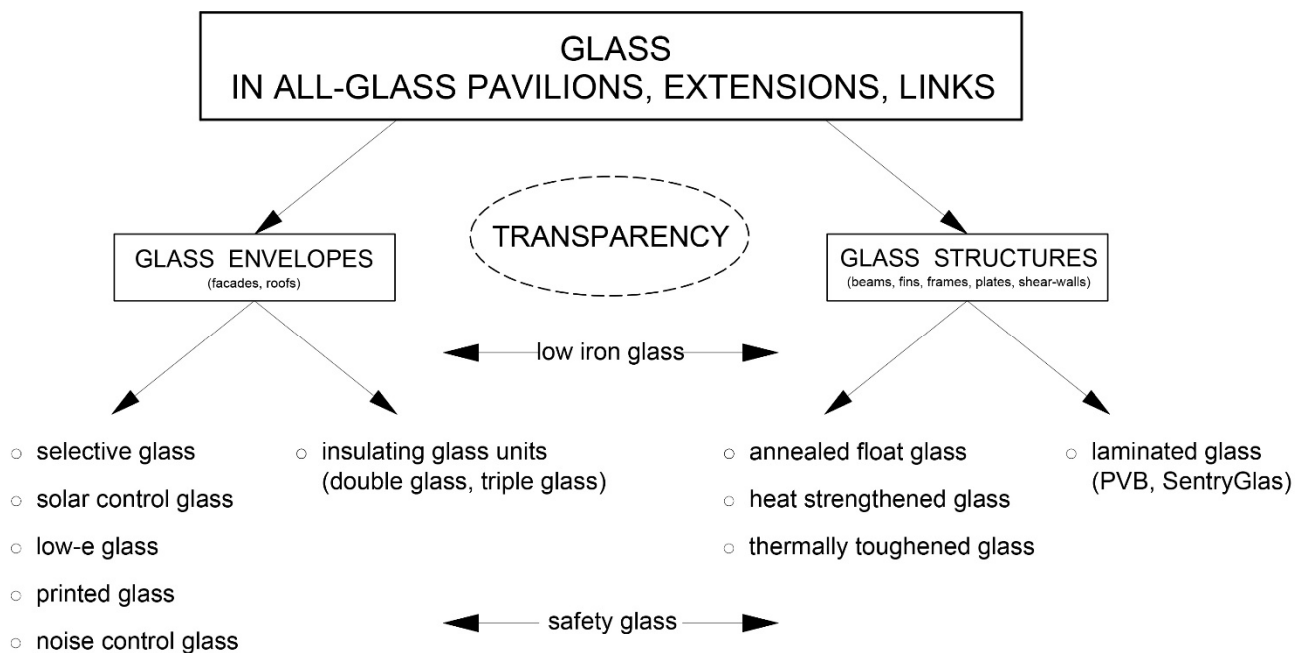 GLASS
IN ALL-GLASS PAVILIONS, EXTENSIONS, LINKS
TRANSPARENCY
GLASS ENVELOPES
(facades, roofs)
GLASS STRUCTURES
(beams, fins, frames, plates, shear-walls)
low iron glass
selective glass
solar control glass
low-e glass
printed glass
noise control glass
insulating glass units
(double glass, triple glass)
annealed float glass
heat strengthened glass
thermally toughened glass
laminated glass
(PVB, SentryGlas)
safety glass